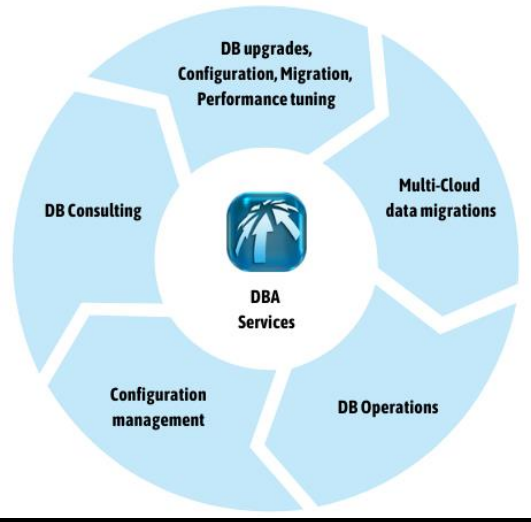 DB upgrades,
Configuration, Migration,
Performance tuning
Multi-Cloud
data migrations
DB Operations
Configuration
management
DB Consulting
DBA
Services